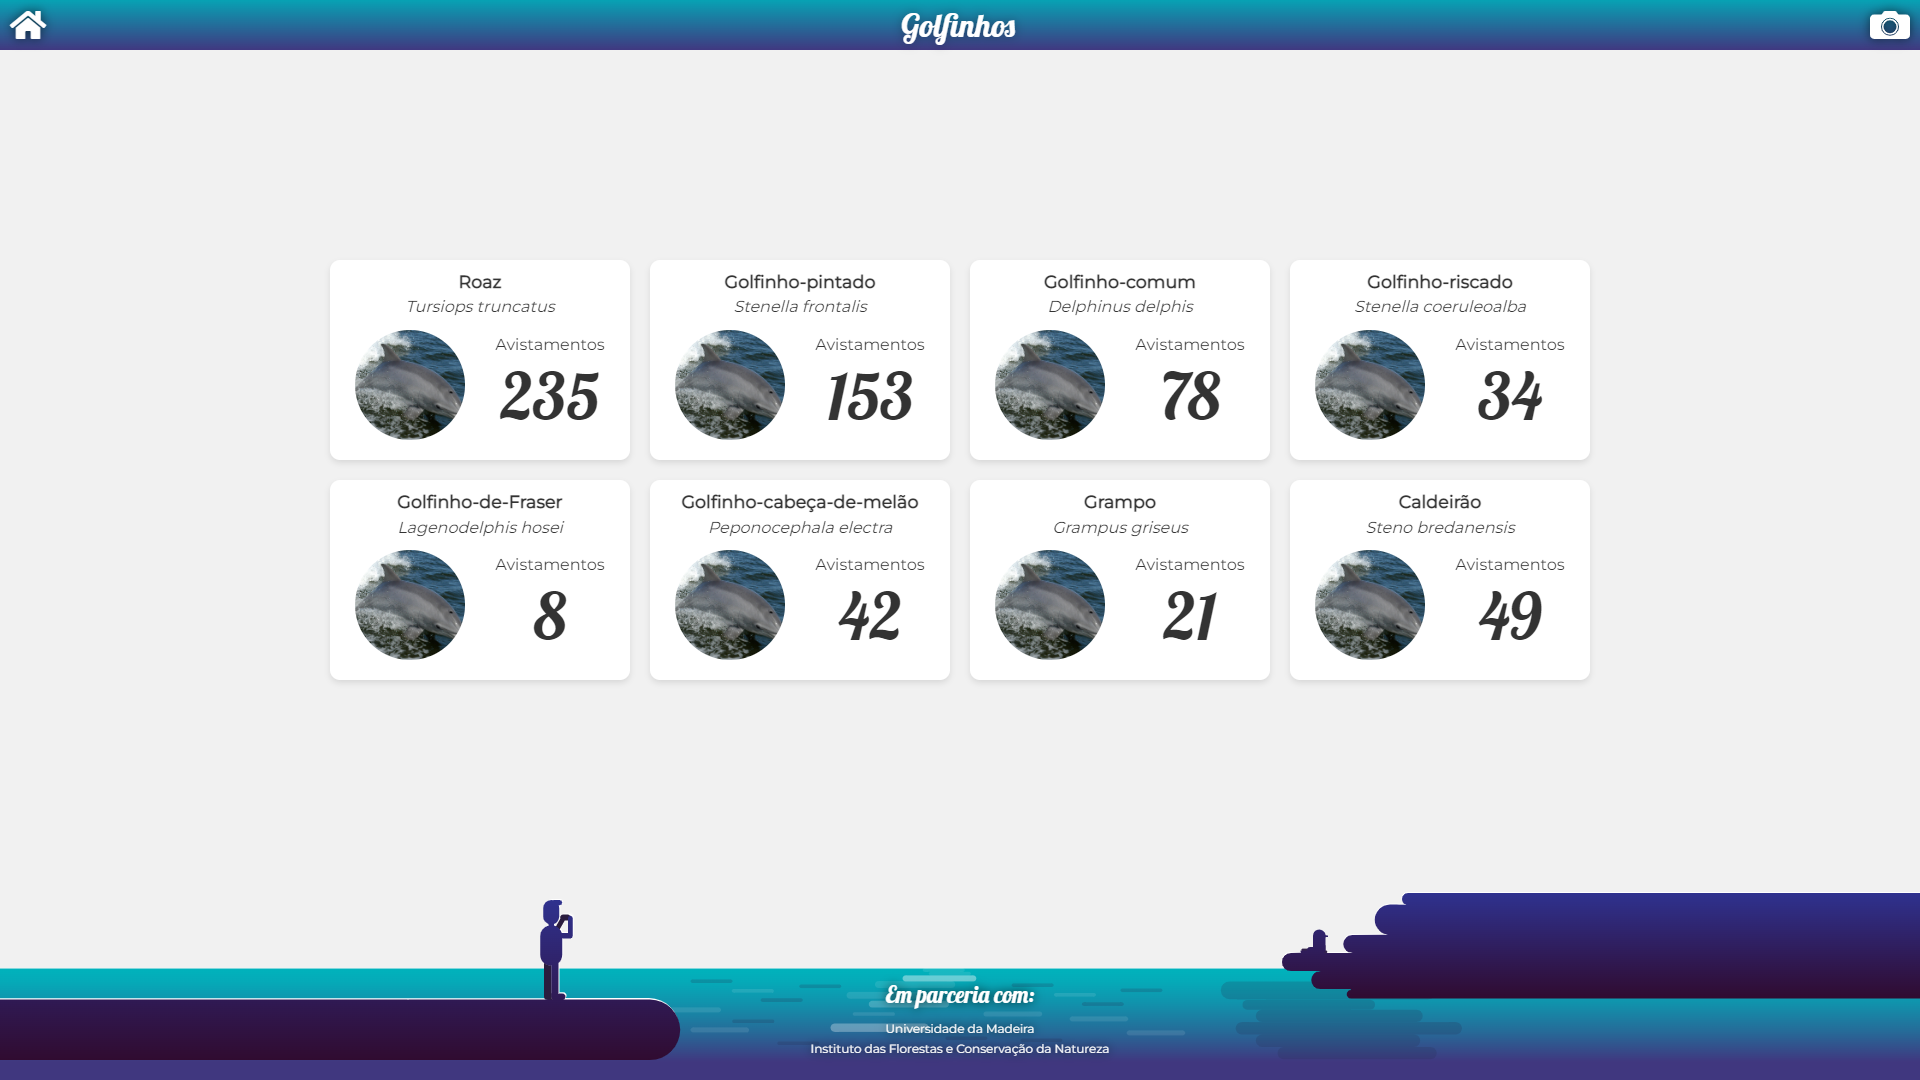 Golfinhos
Roaz
Tursiops truncatus
Avistamentos
235
Golfinho-pintado
Stenella frontalis
Avistamentos
153
Golfinho-comum
Delphinus delphis
Avistamentos
78
Golfinho-riscado
Stenella coeruleoalba
Avistamentos
34
Golfinho-de-Fraser
Lagenodelphis hosei
Avistamentos
8
Golfinho-cabeça-de-melão
Peponocephala electra
Avistamentos
42
Grampo
Grampus griseus
Avistamentos
21
Caldeirão
Steno bredanensis
Avistamentos
49
Em parceria com:
Universidade da Madeira
Instituto das Florestas e Conservação da Natureza